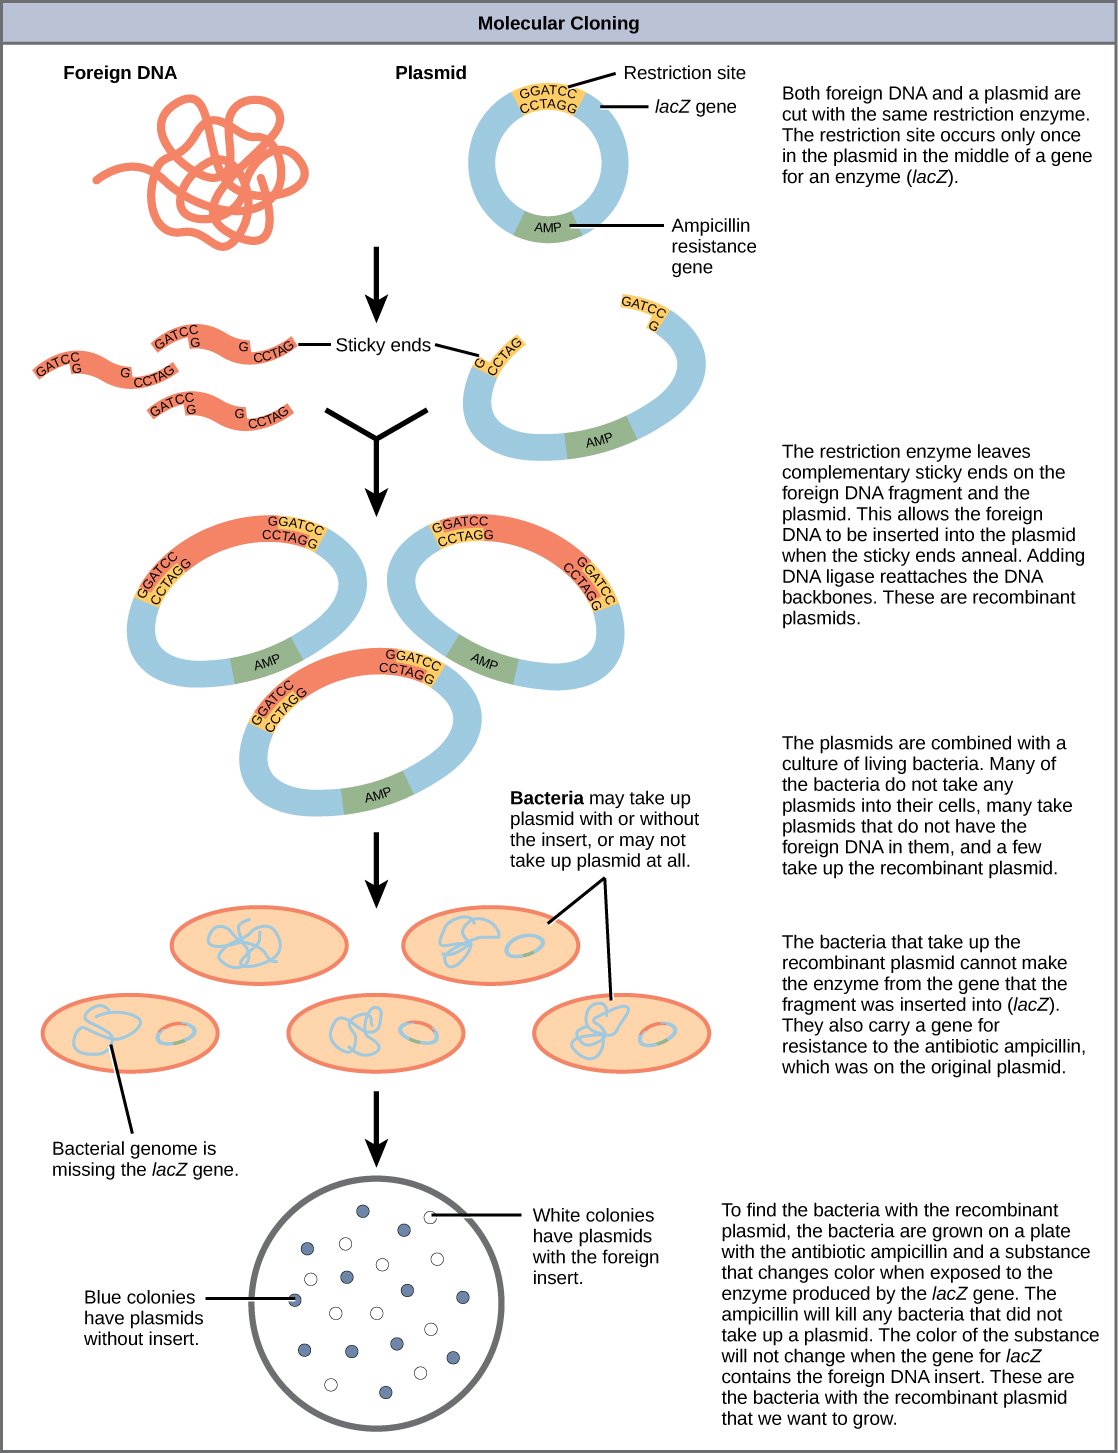 Molecular Cloning
Foreign DNA
Plasmid
Restriction site
lacZ gene
GGATCC
CCTAGG
AMP
Ampicillin
resistance
gene
Both foreign DNA and a plasmid are
cut with the same restriction enzyme.
The restriction site occurs only once
in the plasmid in the middle of a gene
for an enzyme (lacZ).
GATCC
G
G
CCTAG
GATCC
G
G
CCTAG
GATCC
G
G
CCTAG
Sticky ends
G
CCTAG
GATCC
G
AMP
The restriction enzyme leaves
complementary sticky ends on the
foreign DNA fragment and the
plasmid. This allows the foreign
DNA to be inserted into the plasmid
when the sticky ends anneal. Adding
DNA ligase reattaches the DNA
backbones. These are recombinant
plasmids.
GGATCC
CCTAGG
GGATCC
CCTAGG
AMP
GGATCC
CCTAGG
GGATCC
CCTAGG
AMP
GGATCC
CCTAGG
GGATCC
CCTAGG
AMP
The plasmids are combined with a
culture of living bacteria. Many of
the bacteria do not take any
plasmids into their cells, many take
plasmids that do not have the
foreign DNA in them, and a few
take up the recombinant plasmid.
Bacteria may take up
plasmid with or without
the insert, or may not
take up plasmid at all.
The bacteria that take up the
recombinant plasmid cannot make
the enzyme from the gene that the
fragment was inserted into (lacZ).
They also carry a gene for
resistance to the antibiotic ampicillin,
which was on the original plasmid.
Bacterial genome is
missing the lacZ gene.
White colonies
have plasmids
with the foreign
insert.
Blue colonies
have plasmids
without insert.
To find the bacteria with the recombinant
plasmid, the bacteria are grown on a plate
with the antibiotic ampicillin and a substance
that changes color when exposed to the
enzyme produced by the lacZ gene. The
ampicillin will kill any bacteria that did not
take up a plasmid. The color of the substance
will not change when the gene for lacZ
contains the foreign DNA insert. These are
the bacteria with the recombinant plasmid
that we want to grow.